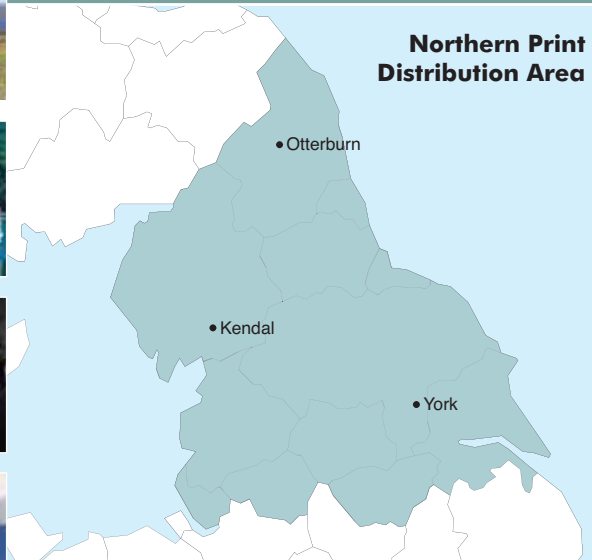 Northern Print
Distribution Area
Otterburn
Kendal
York